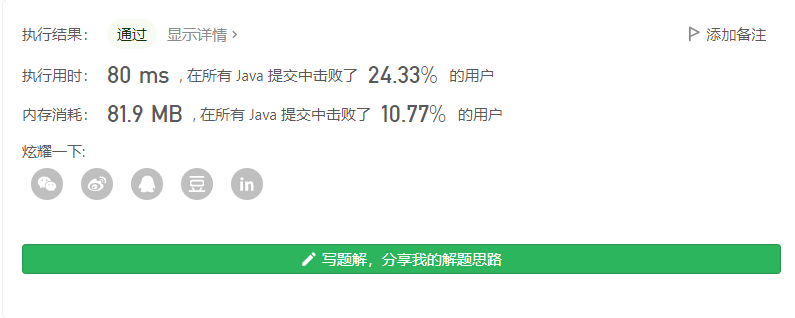 执行结果： 通过 显示详情 > 添加备注
执行用时： 80 ms , 在所有 Java 提交中击败了 24.33% 的用户
内存消耗： 81.9 MB , 在所有 Java 提交中击败了 10.77% 的用户
炫耀一下:
豆 in
写题解，分享我的解题思路